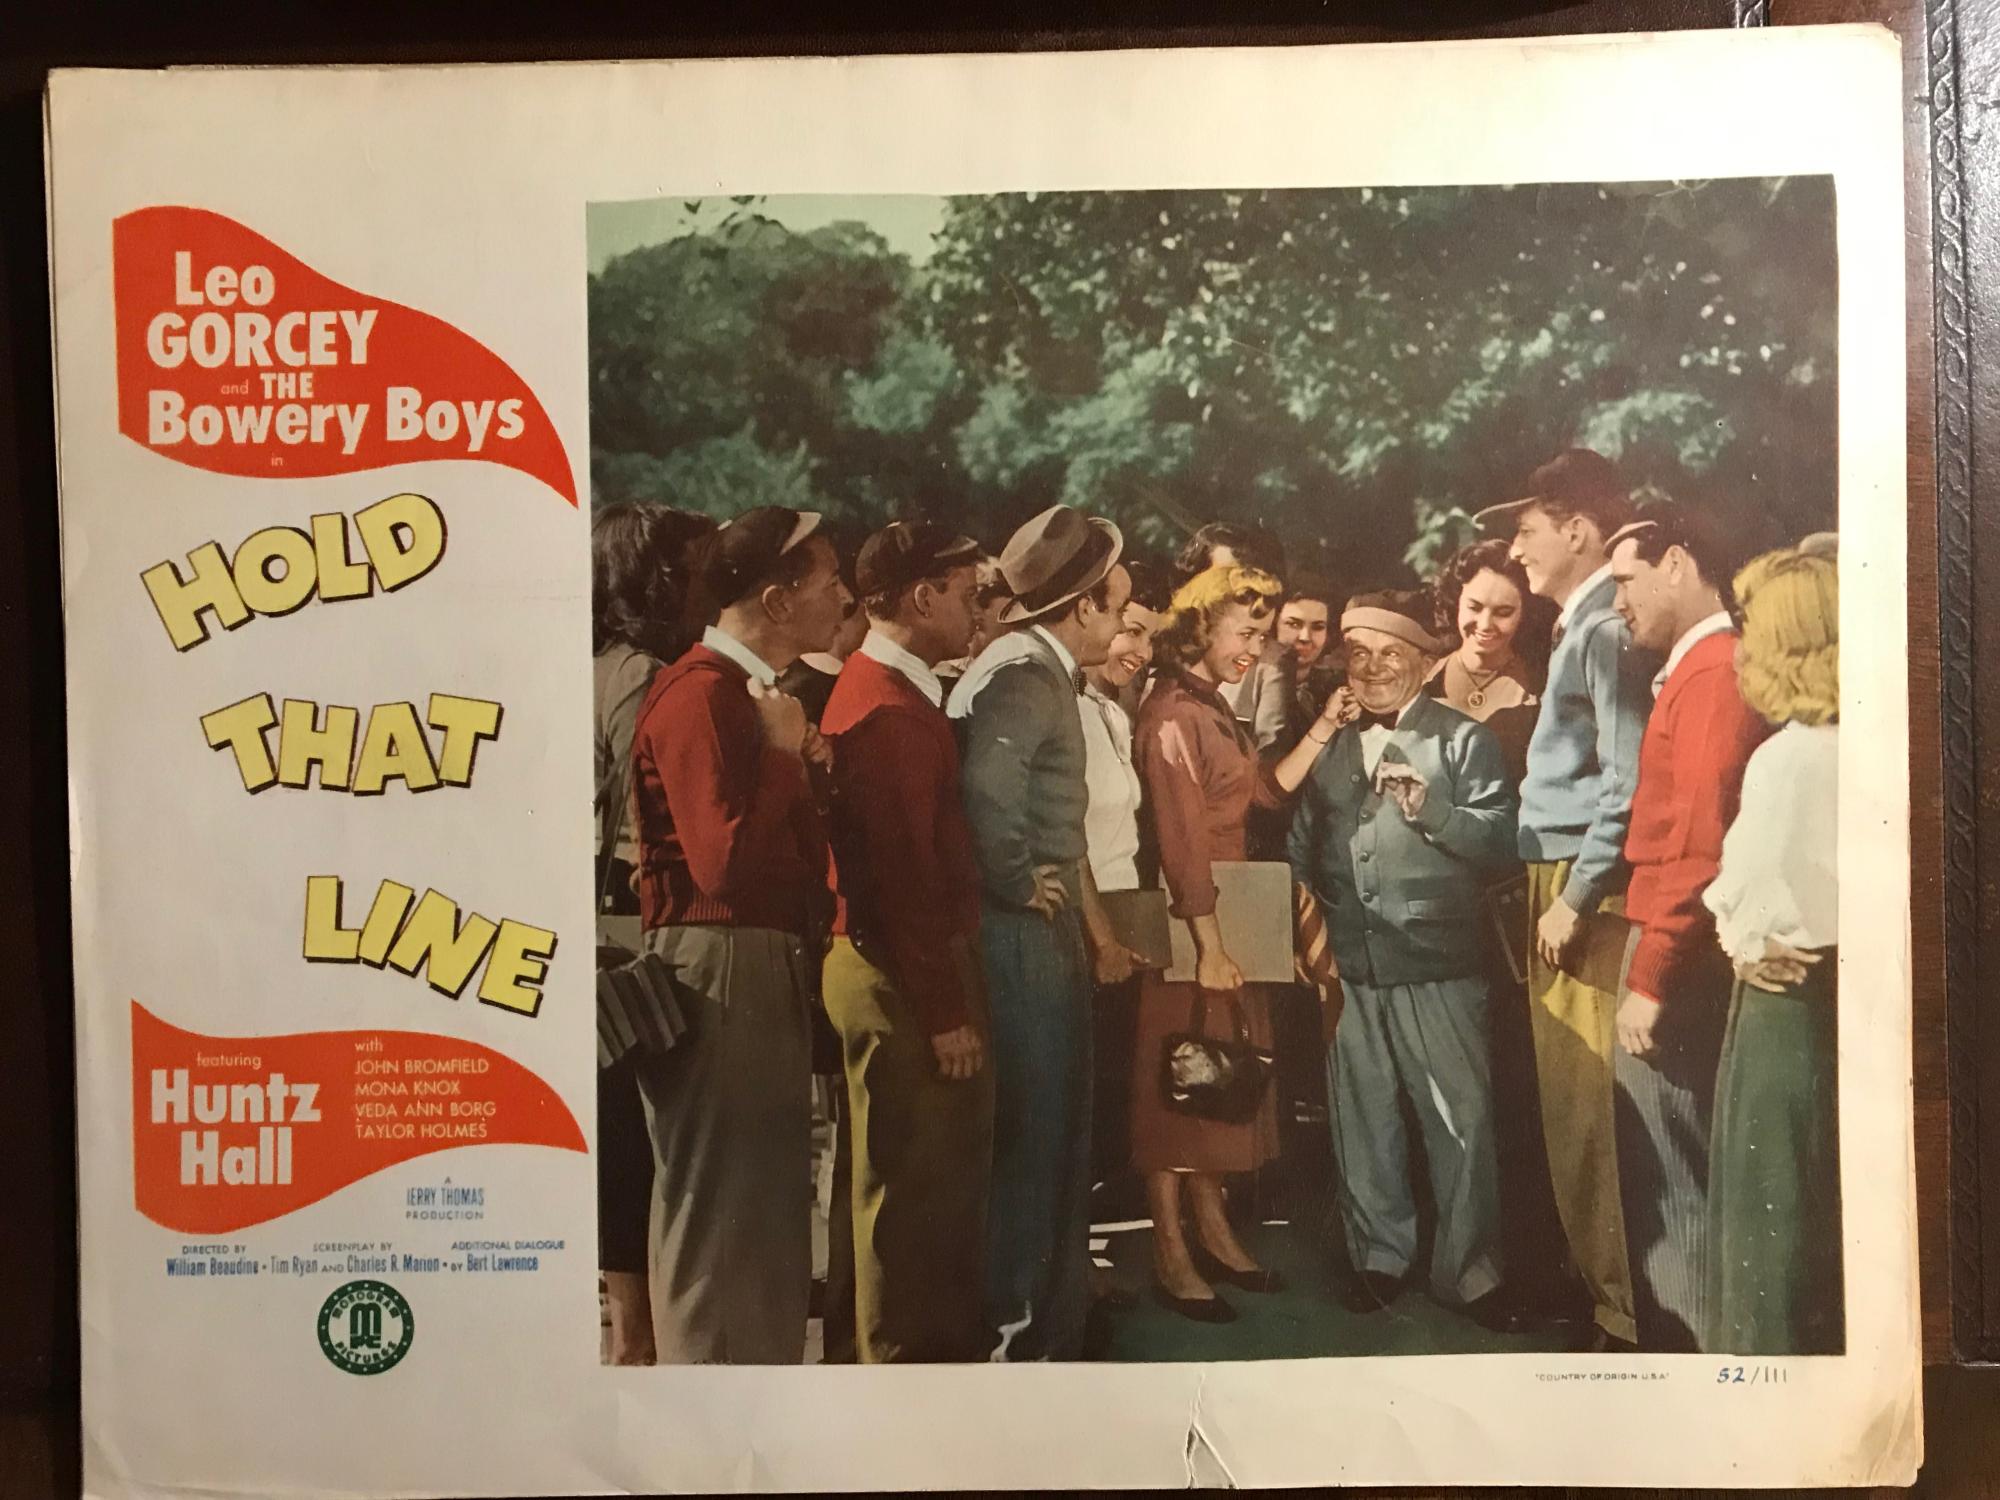 Leo
GORCEY
and THE
Bowery Boys
in
HOLD
THAT
LINE
featuring
Huntz
Hall
with
JOHN BROMFIELD
MONA KNOX
VEDA ANN BORG
TAYLOR HOLMES
A
JERRY THOMAS
PRODUCTION
DIRECTED BY SCREENPLAY BY ADDITIONAL DIALOGUE
William Beaudine • Tim Ryan AND Charles R. Marion • BY Bert Lawrence
MONOGRAM
PICTURES
"COUNTRY OF ORIGIN U.S.A" 52/111